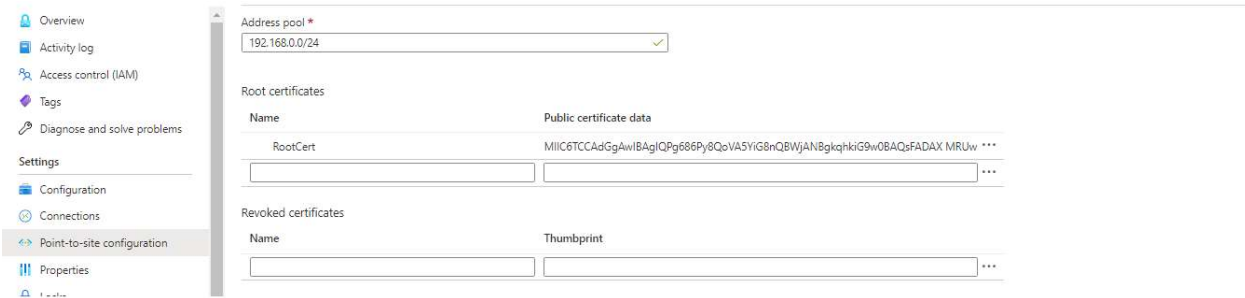 Overview
Activity log
Access control (IAM)
Tags
Diagnose and solve problems
Settings
Configuration
Connections
Point-to-site configuration
Properties
Locks
Address pool *
192.168.0.0/24
Root certificates
Name Public certificate data
RootCert MIIC6TCCAdGgAwIBAgIQPg686Py8QoVA5YiG8nQBWjANBgkqhkiG9w0BAQsFADAX MRUw •••
•••
Revoked certificates
Name Thumbprint
•••